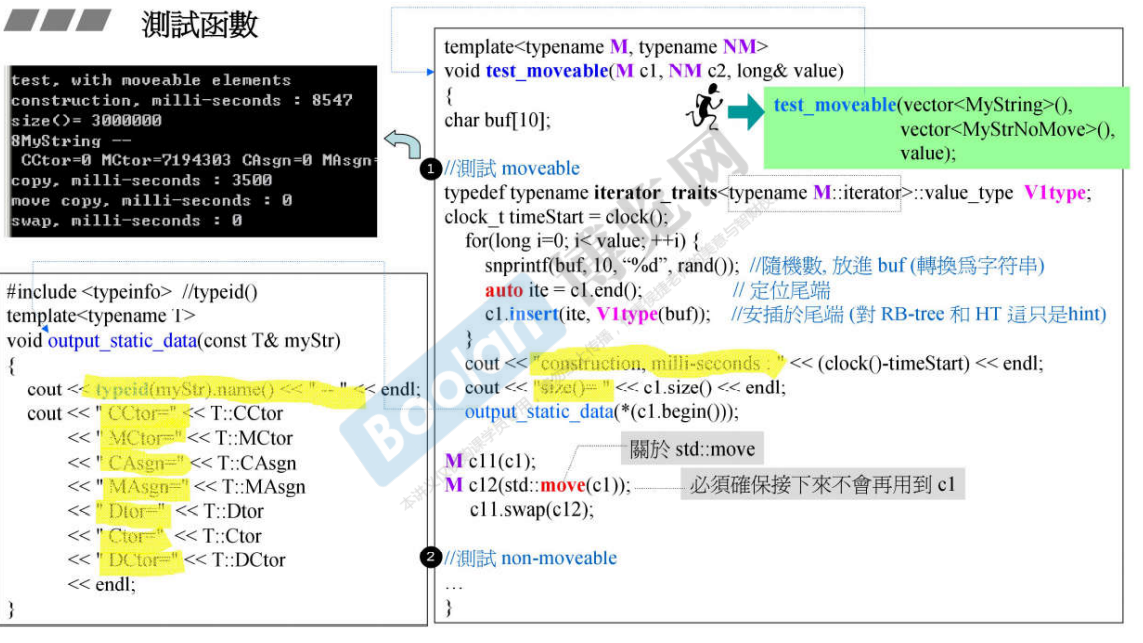 測試函數
test, with moveable elements
construction, milli-seconds : 8547
size()= 3000000
8MyString --
CCtor=0 MCtor=7194303 CAsgn=0 MAsgn=
copy, milli-seconds : 3500
move copy, milli-seconds : 0
swap, milli-seconds : 0
#include <typeinfo> //typeid()
template<typename T>
void output_static_data(const T& myStr)
{
cout << typeid(myStr).name() << " -- " << endl;
cout << " CCtor=" << T::CCtor
<< " MCtor=" << T::MCtor
<< " CAsgn=" << T::CAsgn
<< " MAsgn=" << T::MAsgn
<< " Dtor=" << T::Dtor
<< " Ctor=" << T::Ctor
<< " DCtor=" << T::DCtor
<< endl;
}
template<typename M, typename NM>
void test_moveable(M c1, NM c2, long& value)
{
char buf[10];
test_moveable(vector<MyString>(),
vector<MyStrNoMove>(),
value);
1 //測試 moveable
typedef typename iterator_traits<typename M::iterator>::value_type V1type;
clock_t timeStart = clock();
for(long i=0; i< value; ++i) {
snprintf(buf, 10, "%d", rand()); //隨機數, 放進 buf (轉換爲字符串)
auto ite = c1.end(); // 定位尾端
c1.insert(ite, V1type(buf)); //安插於尾端 (對 RB-tree 和 HT 這只是hint)
}
cout << "construction, milli-seconds : " << (clock()-timeStart) << endl;
cout << "size()= " << c1.size() << endl;
output_static_data(*(c1.begin()));
關於 std::move
M c11(c1);
M c12(std::move(c1)); 必須確保接下來不會再用到 c1
c11.swap(c12);
2 //測試 non-moveable
...
}
Boolan
博览网